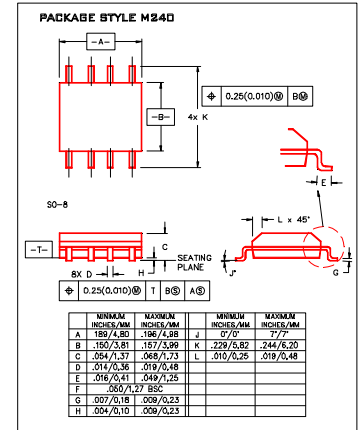 PACKAGE STYLE M240
-A-
⌖ 0.25(0.010)Ⓜ BⓂ
-B-
4x K
E
SO-8
L x 45°
-T-
C
SEATING
PLANE
8X D
H
J°
G
⌖ 0.25(0.010)Ⓜ T BⓈ AⓈ
MINIMUM INCHES/MM MAXIMUM INCHES/MM MINIMUM INCHES/MM MAXIMUM INCHES/MM
A .189/4,80 .196/4,98 J 0°/0° 7°/7°
B .150/3,81 .157/3,99 K .229/5,82 .244/6,20
C .054/1,37 .068/1,73 L .010/0,25 .019/0,48
D .014/0,36 .019/0,48
E .016/0,41 .049/1,25
F .050/1,27 BSC
G .007/0,18 .009/0,23
H .004/0,10 .009/0,23